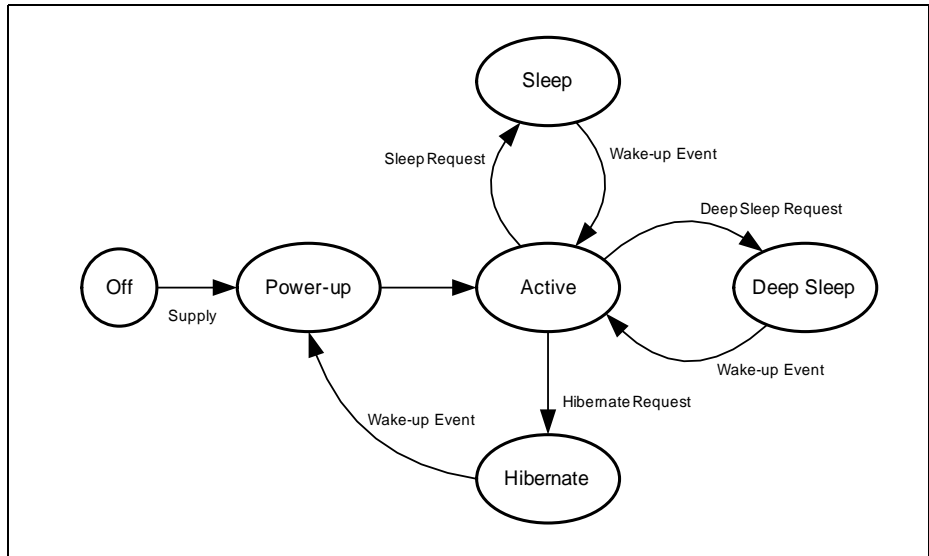 Sleep
Sleep Request
Wake-up Event
Deep Sleep Request
Off
Supply
Power-up
Active
Deep Sleep
Wake-up Event
Hibernate Request
Wake-up Event
Hibernate